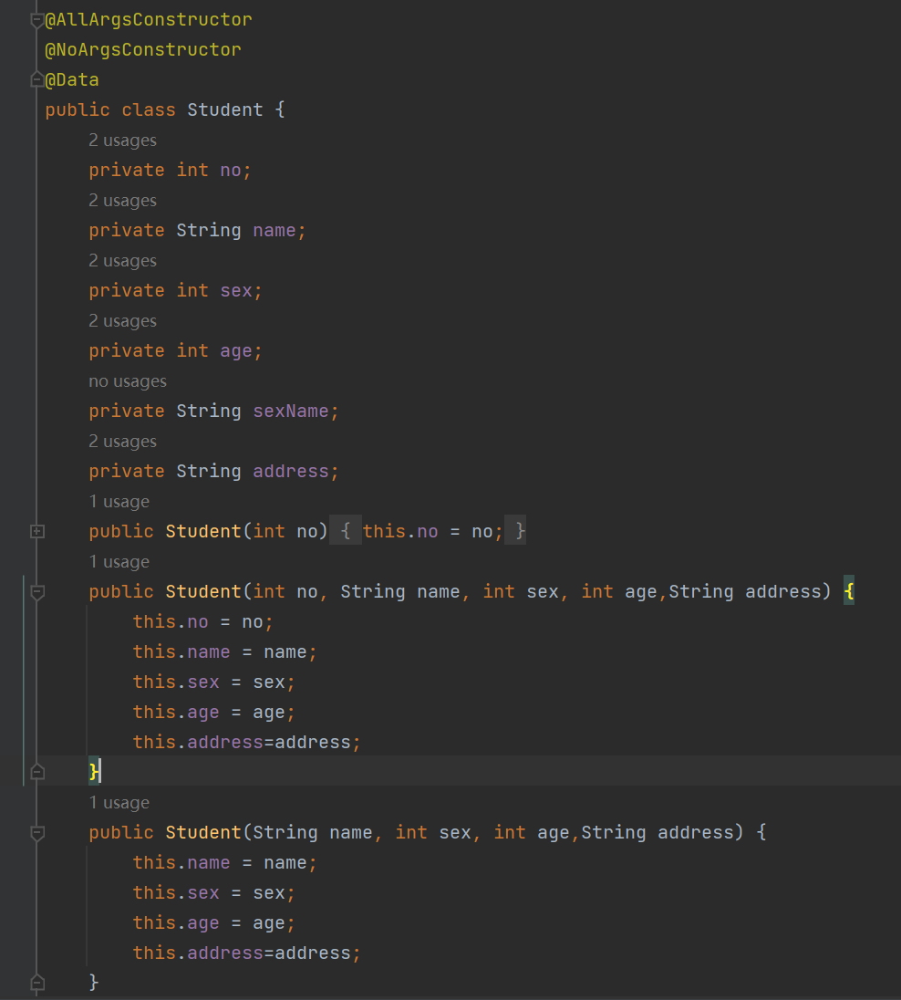 @AllArgsConstructor
@NoArgsConstructor
@Data
public class Student {
2 usages
private int no;
2 usages
private String name;
2 usages
private int sex;
2 usages
private int age;
no usages
private String sexName;
2 usages
private String address;
1 usage
public Student(int no) { this.no = no; }
1 usage
public Student(int no, String name, int sex, int age,String address) {
this.no = no;
this.name = name;
this.sex = sex;
this.age = age;
this.address=address;
}
1 usage
public Student(String name, int sex, int age,String address) {
this.name = name;
this.sex = sex;
this.age = age;
this.address=address;
}